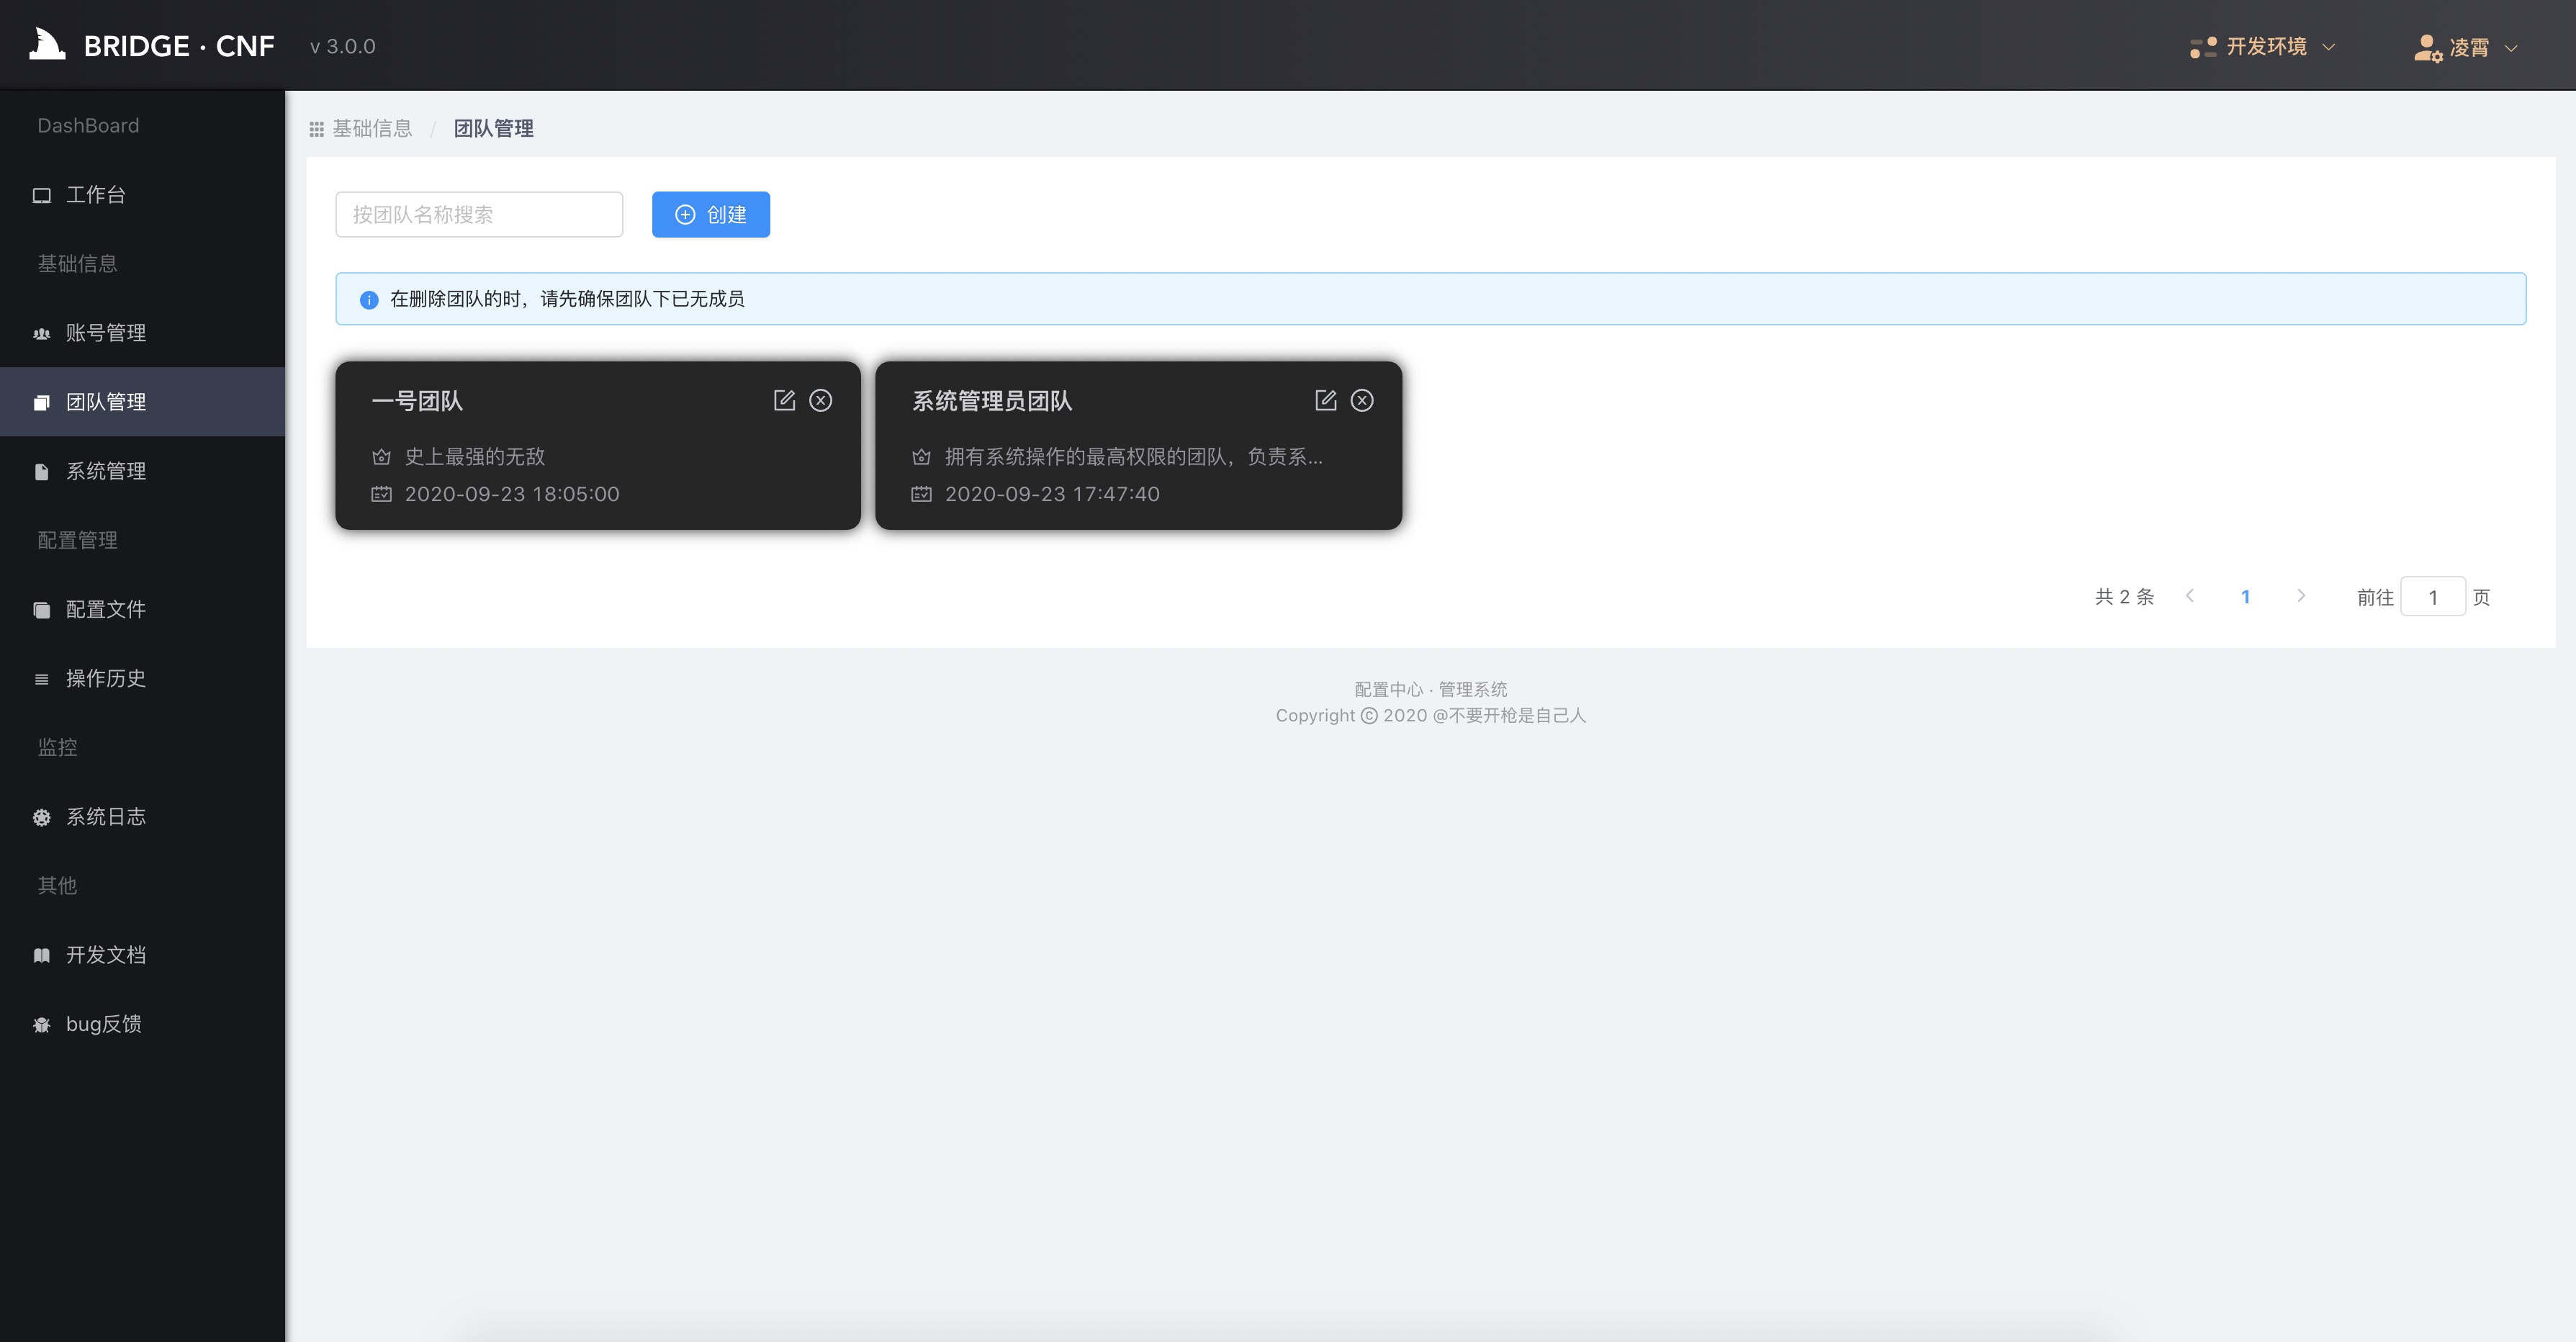 BRIDGE · CNF v 3.0.0 开发环境 凌霄
DashBoard
工作台
基础信息
账号管理
团队管理
系统管理
配置管理
配置文件
操作历史
监控
系统日志
其他
开发文档
bug反馈
基础信息 / 团队管理
按团队名称搜索 创建
在删除团队的时，请先确保团队下已无成员
一号团队
史上最强的无敌
2020-09-23 18:05:00
系统管理员团队
拥有系统操作的最高权限的团队，负责系...
2020-09-23 17:47:40
共 2 条 1 前往 1 页
配置中心 · 管理系统
Copyright © 2020 @不要开枪是自己人